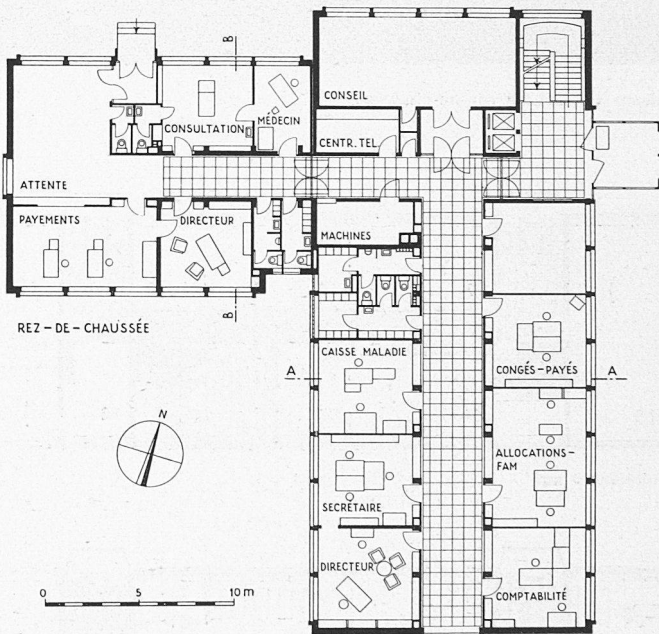 B
CONSEIL
CONSULTATION
MÉDECIN
CENTR. TEL
ATTENTE
PAYEMENTS
DIRECTEUR
MACHINES
B
REZ-DE-CHAUSSÉE
CAISSE MALADIE
CONGÉS-PAYÉS
A
A
N
ALLOCATIONS-
FAM
SECRÉTAIRE
DIRECTEUR
COMPTABILITÉ
0 5 10 m